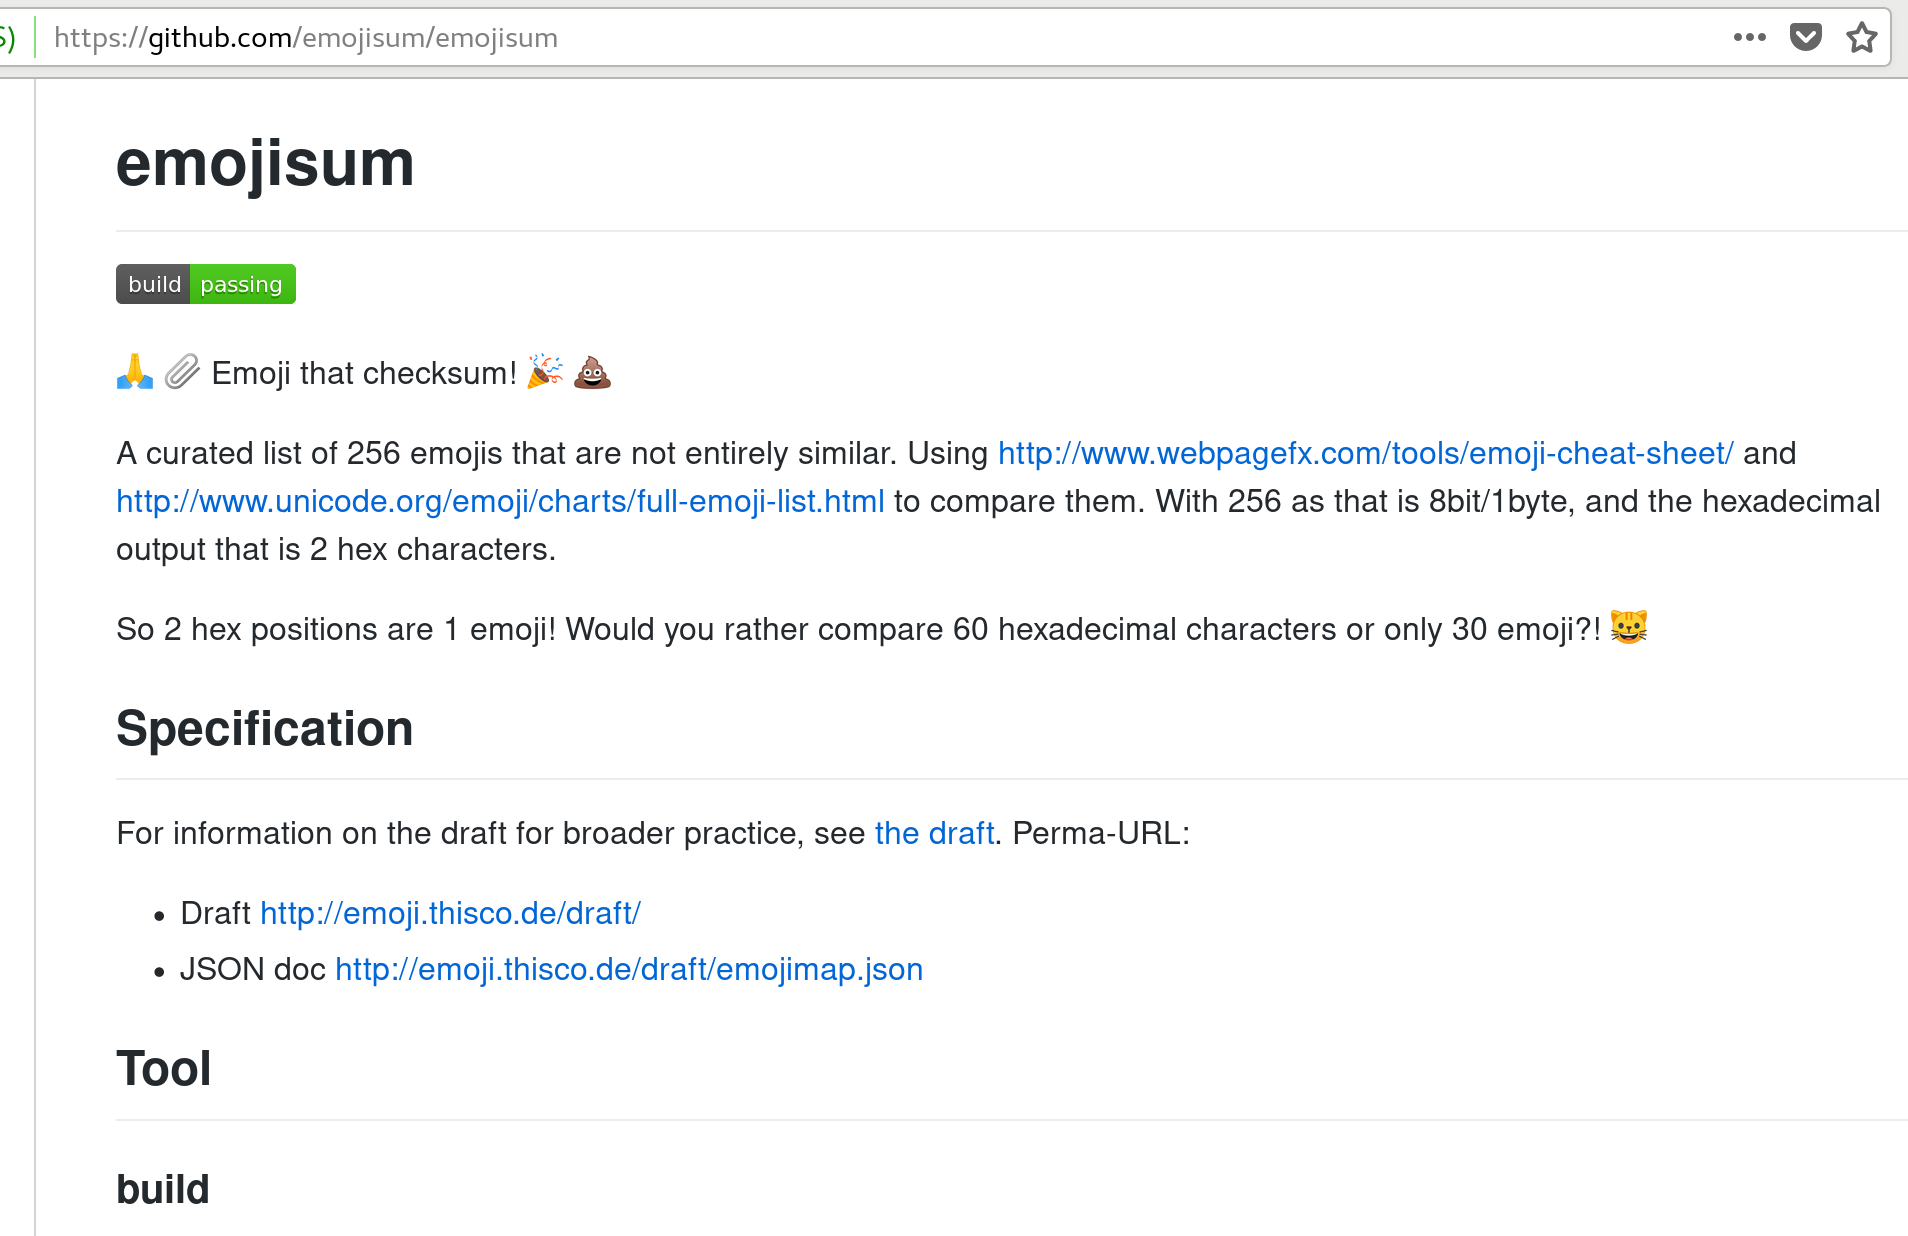 S) https://github.com/emojisum/emojisum
emojisum
build passing
🙏 📎 Emoji that checksum! 🎉 💩
A curated list of 256 emojis that are not entirely similar. Using http://www.webpagefx.com/tools/emoji-cheat-sheet/ and
http://www.unicode.org/emoji/charts/full-emoji-list.html to compare them. With 256 as that is 8bit/1byte, and the hexadecimal
output that is 2 hex characters.
So 2 hex positions are 1 emoji! Would you rather compare 60 hexadecimal characters or only 30 emoji?! 😺
Specification
For information on the draft for broader practice, see the draft. Perma-URL:
• Draft http://emoji.thisco.de/draft/
• JSON doc http://emoji.thisco.de/draft/emojimap.json
Tool
build